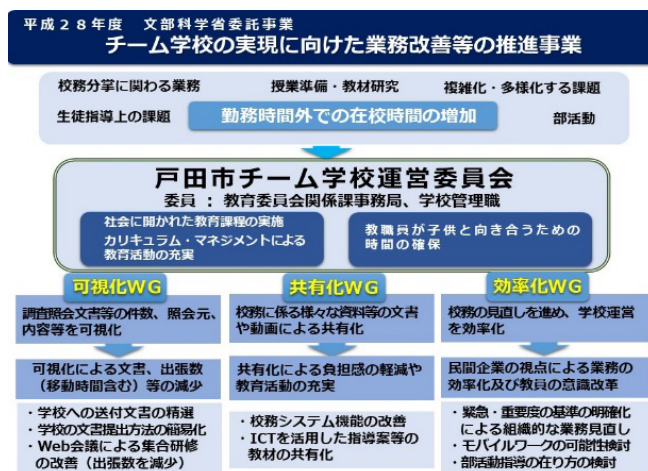 平成28年度　文部科学省委託事業
チーム学校の実現に向けた業務改善等の推進事業
校務分掌に関わる業務
授業準備・教材研究
複雑化・多様化する課題
生徒指導上の課題
勤務時間外での在校時間の増加
部活動
戸田市チーム学校運営委員会
委員 : 教育委員会関係課事務局、学校管理職
社会に開かれた教育課程の実施
カリキュラム・マネジメントによる
教育活動の充実
教職員が子供と向き合うための
時間の確保
可視化WG
調査照会文書等の件数、照会元、
内容等を可視化
可視化による文書、出張数
（移動時間含む）等の減少
・学校への送付文書の精選
・学校の文書提出方法の簡易化
・Web会議による集合研修
の改善（出張数を減少）
共有化WG
校務に係る様々な資料等の文書
や動画による共有化
共有化による負担感の軽減や
教育活動の充実
・校務システム機能の改善
・ICTを活用した指導案等の
教材の共有化
効率化WG
校務の見直しを進め、学校運営
を効率化
民間企業の視点による業務の
効率化及び教員の意識改革
・緊急・重要度の基準の明確化
による組織的な業務見直し
・モバイルワークの可能性検討
・部活動指導の在り方の検討